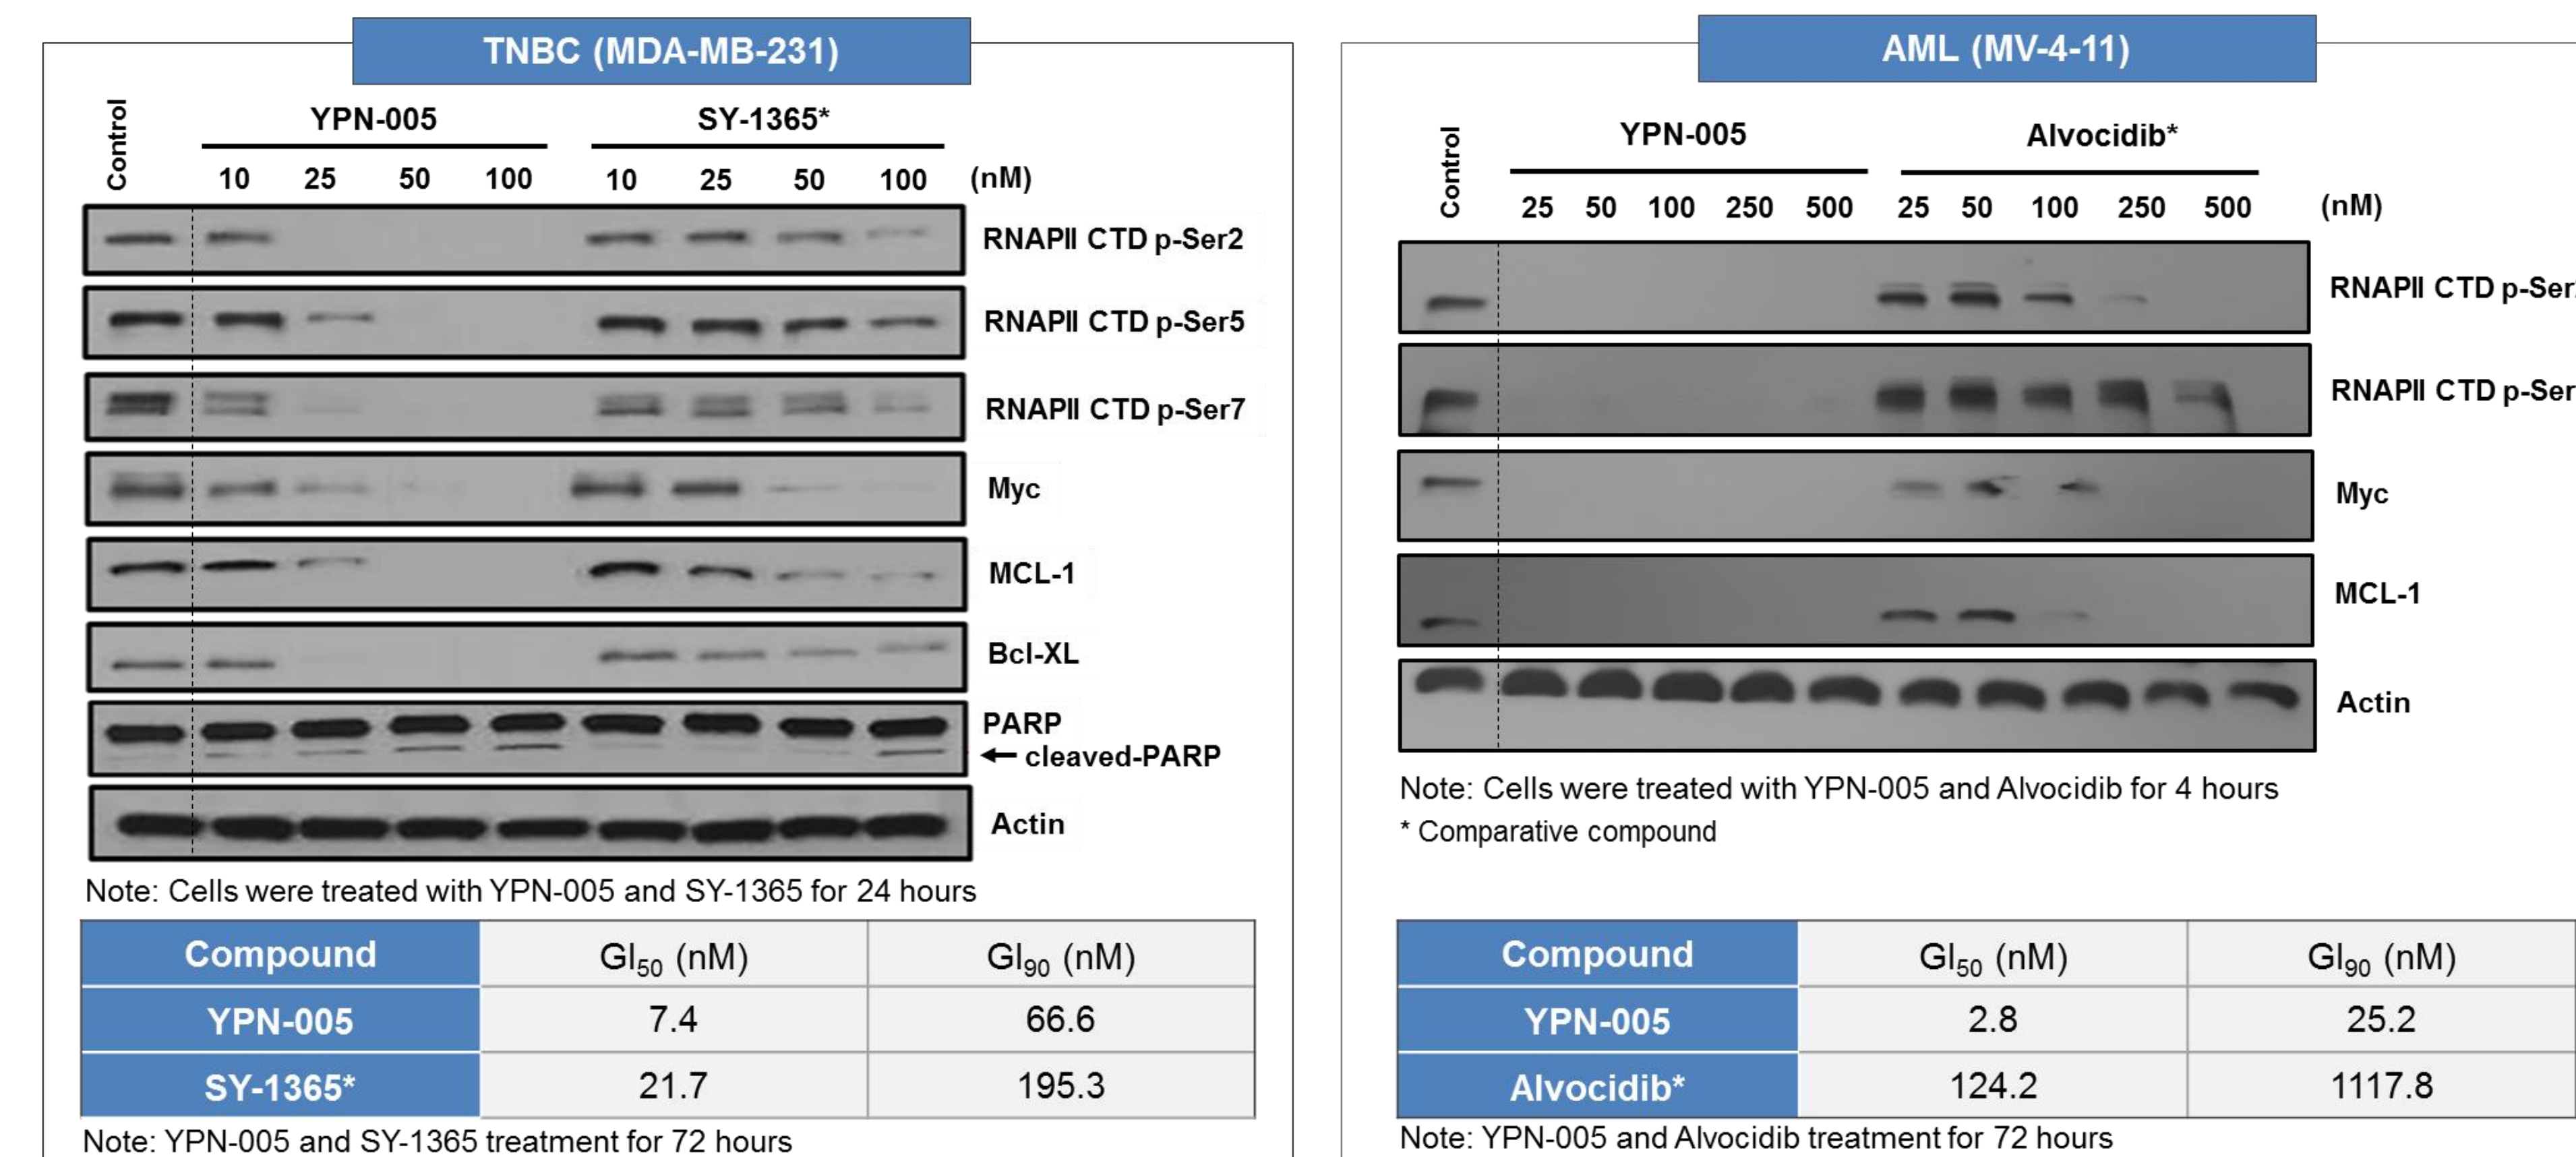 TNBC (MDA-MB-231)
Control
YPN-005
SY-1365*
10 25 50 100 10 25 50 100 (nM)
RNAPII CTD p-Ser2
RNAPII CTD p-Ser5
RNAPII CTD p-Ser7
Myc
MCL-1
Bcl-XL
PARP
← cleaved-PARP
Actin
Note: Cells were treated with YPN-005 and SY-1365 for 24 hours
Compound GI50 (nM) GI90 (nM)
YPN-005 7.4 66.6
SY-1365* 21.7 195.3
Note: YPN-005 and SY-1365 treatment for 72 hours
AML (MV-4-11)
Control
YPN-005
Alvocidib*
25 50 100 250 500 25 50 100 250 500 (nM)
RNAPII CTD p-Ser
RNAPII CTD p-Ser
Myc
MCL-1
Actin
Note: Cells were treated with YPN-005 and Alvocidib for 4 hours
* Comparative compound
Compound GI50 (nM) GI90 (nM)
YPN-005 2.8 25.2
Alvocidib* 124.2 1117.8
Note: YPN-005 and Alvocidib treatment for 72 hours